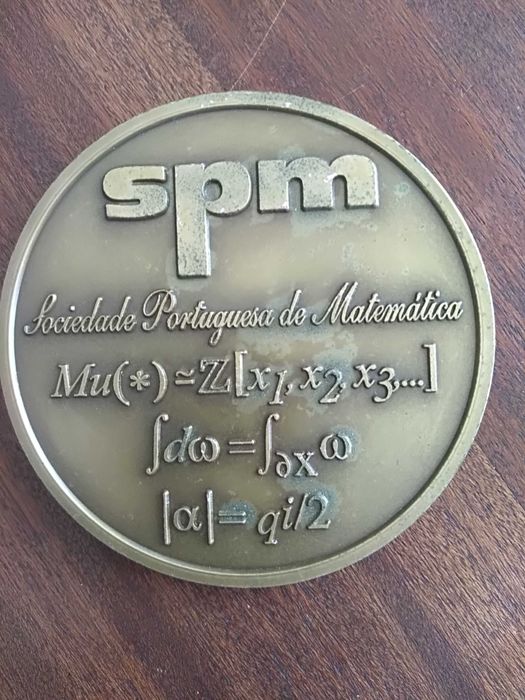 spm
Sociedade Portuguesa de Matemática
Mu(*) ≃ ℤ[x₁, x₂, x₃,...]
∫dω = ∫∂X ω
|α| = qi/2